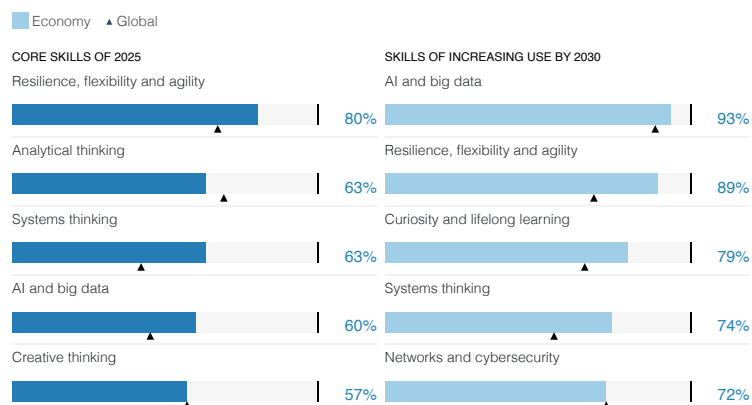 Economy Global
CORE SKILLS OF 2025
Resilience, flexibility and agility
80%
Analytical thinking
63%
Systems thinking
63%
AI and big data
60%
Creative thinking
57%
SKILLS OF INCREASING USE BY 2030
AI and big data
93%
Resilience, flexibility and agility
89%
Curiosity and lifelong learning
79%
Systems thinking
74%
Networks and cybersecurity
72%